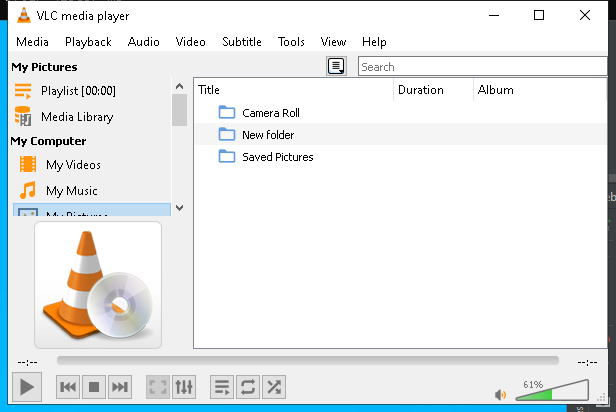 VLC media player
Media Playback Audio Video Subtitle Tools View Help
My Pictures
Search
Playlist [00:00]
Media Library
My Computer
My Videos
My Music
My Pictures
Title Duration Album
Camera Roll
New folder
Saved Pictures
--:-- --:--
61%